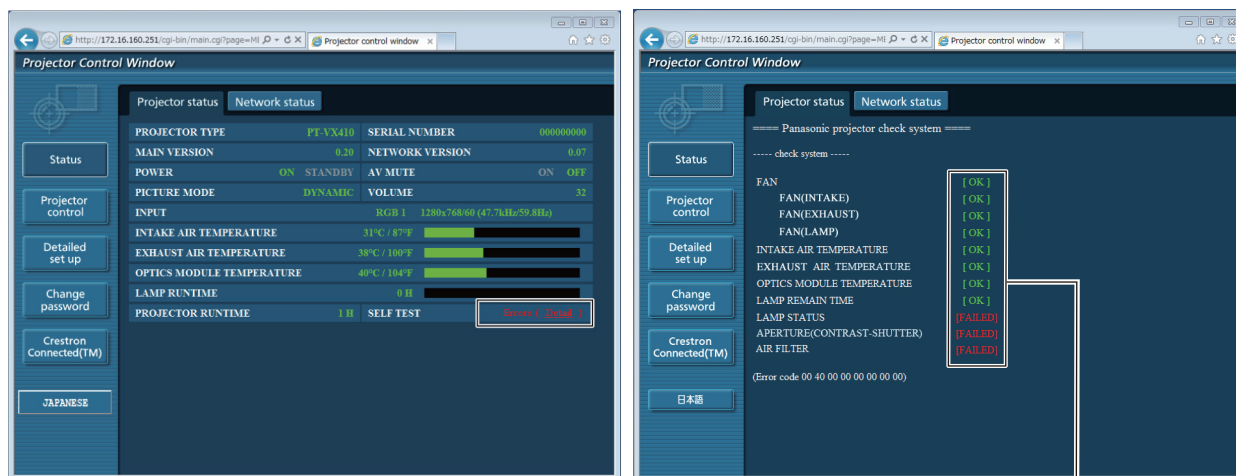 http://172.16.160.251/cgi-bin/main.cgi?page=MI
Projector control window
Projector Control Window
Projector status
Network status
PROJECTOR TYPE PT-VX410 SERIAL NUMBER 000000000
MAIN VERSION 0.20 NETWORK VERSION 0.07
POWER ON STANDBY AV MUTE ON OFF
PICTURE MODE DYNAMIC VOLUME 32
INPUT RGB 1 1280x768/60 (47.7kHz/59.8Hz)
INTAKE AIR TEMPERATURE 31°C / 87°F
EXHAUST AIR TEMPERATURE 38°C / 100°F
OPTICS MODULE TEMPERATURE 40°C / 104°F
LAMP RUNTIME 0 H
PROJECTOR RUNTIME 1 H SELF TEST Errors [ Detail ]
Status
Projector
control
Detailed
set up
Change
password
Crestron
Connected(TM)
JAPANESE
http://172.16.160.251/cgi-bin/main.cgi?page=MI
Projector control window
Projector Control Window
Projector status
Network status
==== Panasonic projector check system ====
----- check system -----
FAN [ OK ]
FAN(INTAKE) [ OK ]
FAN(EXHAUST) [ OK ]
FAN(LAMP) [ OK ]
INTAKE AIR TEMPERATURE [ OK ]
EXHAUST AIR TEMPERATURE [ OK ]
OPTICS MODULE TEMPERATURE [ OK ]
LAMP REMAIN TIME [ OK ]
LAMP STATUS [FAILED]
APERTURE(CONTRAST-SHUTTER) [FAILED]
AIR FILTER [FAILED]
(Error code 00 40 00 00 00 00 00 00)
Status
Projector
control
Detailed
set up
Change
password
Crestron
Connected(TM)
日本語